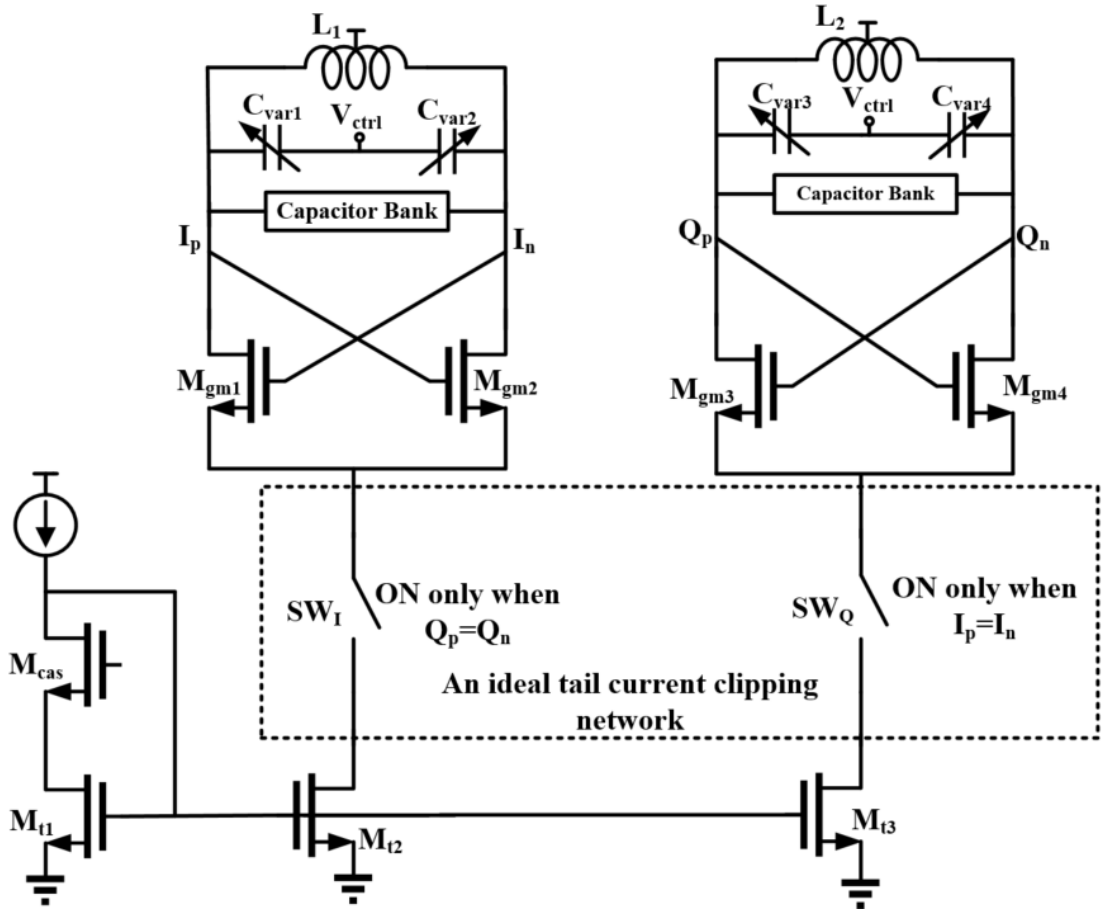 L1
L2
Cvar1
Vctrl
Cvar2
Cvar3
Vctrl
Cvar4
Capacitor Bank
Capacitor Bank
Ip
In
Qp
Qn
Mgm1
Mgm2
Mgm3
Mgm4
SWI
ON only when
Qp=Qn
SWQ
ON only when
Ip=In
Mcas
An ideal tail current clipping
network
Mt1
Mt2
Mt3